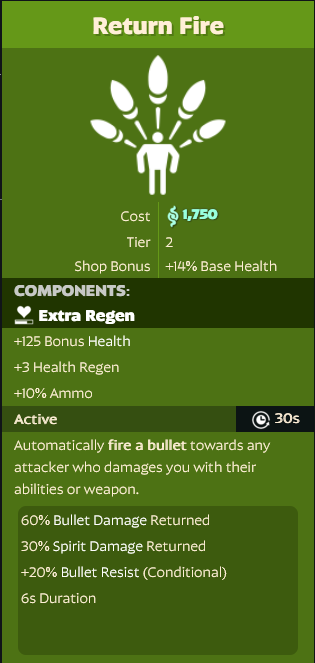 Return Fire
Cost 1,750
Tier 2
Shop Bonus +14% Base Health
COMPONENTS:
Extra Regen
+125 Bonus Health
+3 Health Regen
+10% Ammo
Active 30s
Automatically fire a bullet towards any
attacker who damages you with their
abilities or weapon.
60% Bullet Damage Returned
30% Spirit Damage Returned
+20% Bullet Resist (Conditional)
6s Duration